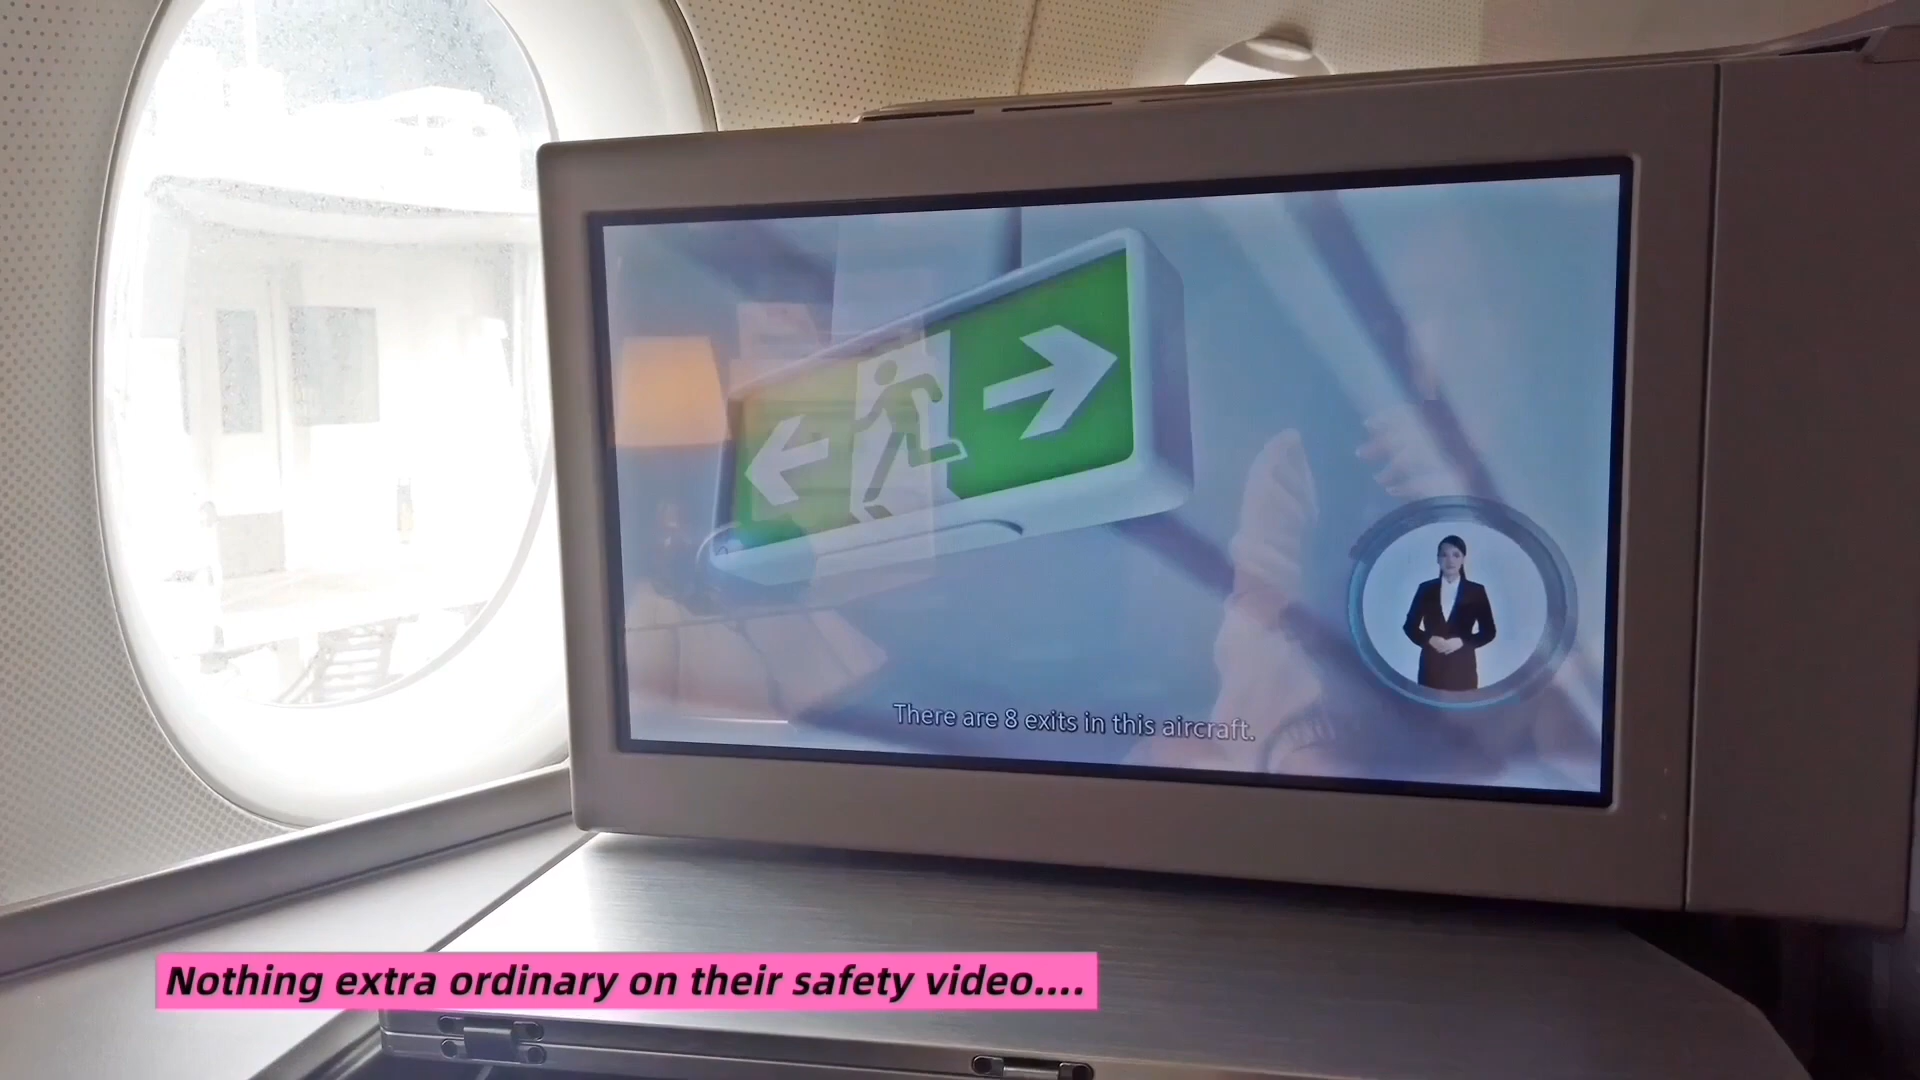 There are 8 exits in this aircraft.
Nothing extra ordinary on their safety video....